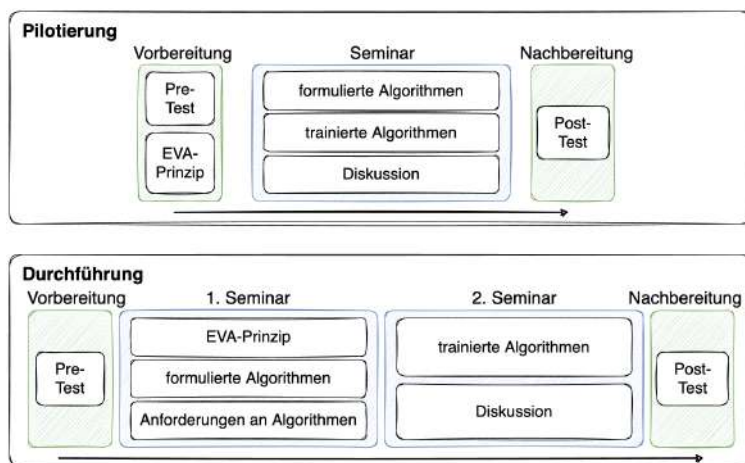 Pilotierung
Vorbereitung
Seminar
Nachbereitung
Pre-
Test
EVA-
Prinzip
formulierte Algorithmen
trainierte Algorithmen
Diskussion
Post-
Test
Durchführung
Vorbereitung
1. Seminar
2. Seminar
Nachbereitung
Pre-
Test
EVA-Prinzip
formulierte Algorithmen
Anforderungen an Algorithmen
trainierte Algorithmen
Diskussion
Post-
Test